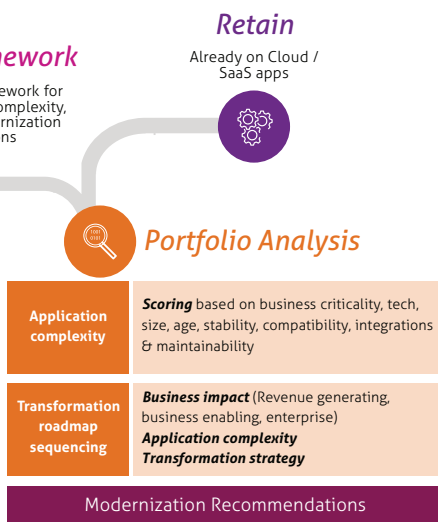 Retain
Already on Cloud /
SaaS apps
Portfolio Analysis
1001
0101
Application
complexity
Scoring based on business criticality, tech,
size, age, stability, compatibility, integrations
& maintainability
Transformation
roadmap
sequencing
Business impact (Revenue generating,
business enabling, enterprise)
Application complexity
Transformation strategy
Modernization Recommendations